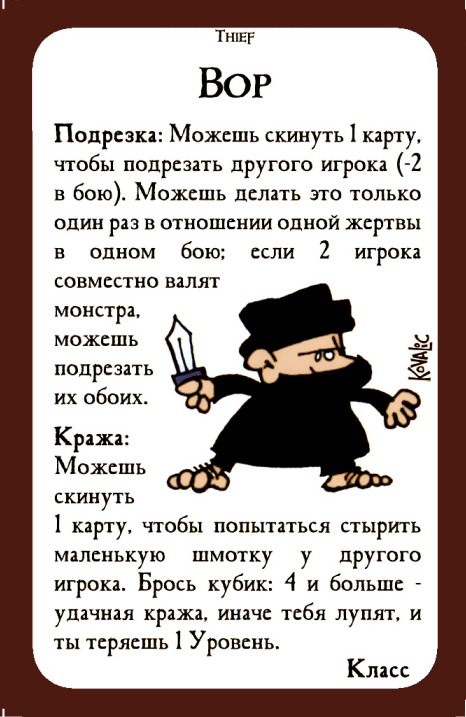 Thief
Вор
Подрезка: Можешь скинуть 1 карту,
чтобы подрезать другого игрока (-2
в бою). Можешь делать это только
один раз в отношении одной жертвы
в одном бою; если 2 игрока
совместно валят
монстра,
можешь
подрезать
их обоих.
Kovalic
Кража:
Можешь
скинуть
1 карту, чтобы попытаться стырить
маленькую шмотку у другого
игрока. Брось кубик: 4 и больше -
удачная кража, иначе тебя лупят, и
ты теряешь 1 Уровень.
Класс